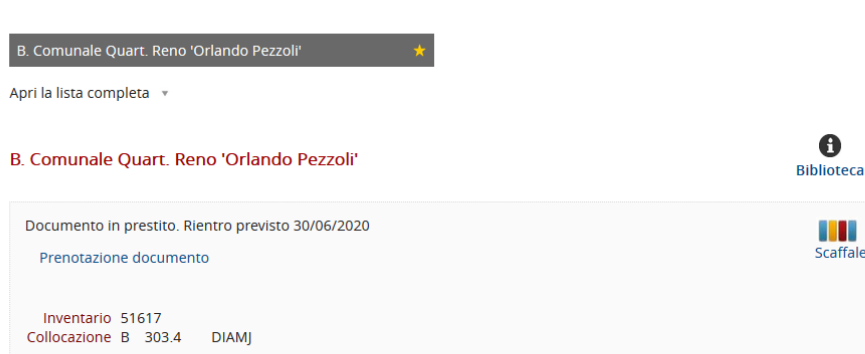 B. Comunale Quart. Reno 'Orlando Pezzoli'
Apri la lista completa
B. Comunale Quart. Reno 'Orlando Pezzoli'
Biblioteca
Documento in prestito. Rientro previsto 30/06/2020
Scaffale
Prenotazione documento
Inventario 51617
Collocazione B 303.4 DIAMJ